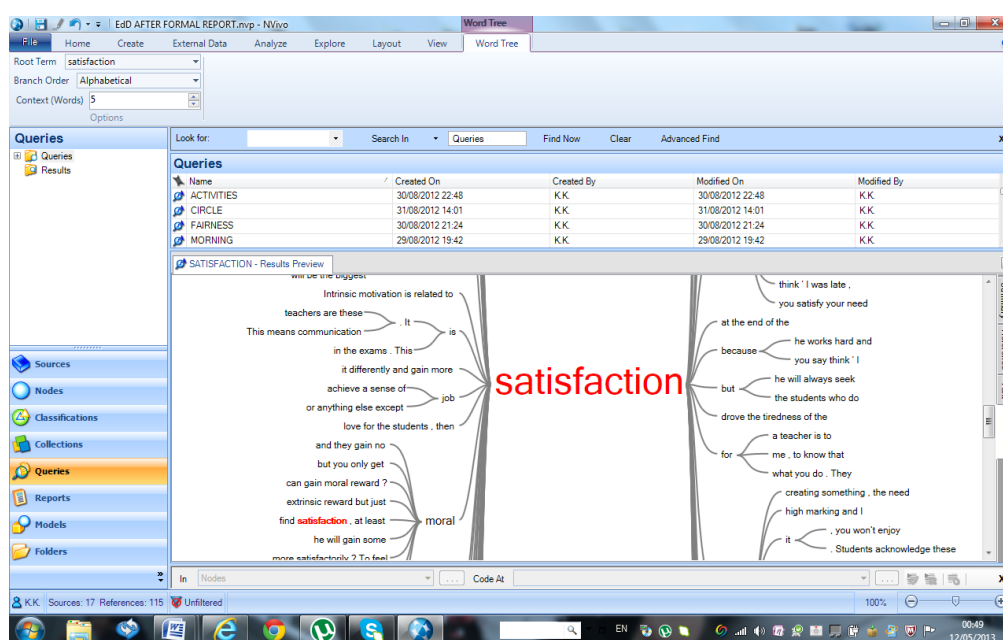 EdD AFTER FORMAL REPORT.nvp - NVivo
Word Tree
File Home Create External Data Analyze Explore Layout View Word Tree
Root Term satisfaction
Branch Order Alphabetical
Context (Words) 5
Options
Queries
Queries
Results
Look for: Search In Queries Find Now Clear Advanced Find
Queries
Name Created On Created By Modified On Modified By
ACTIVITIES 30/08/2012 22:48 K.K. 30/08/2012 22:48 K.K.
CIRCLE 31/08/2012 14:01 K.K. 31/08/2012 14:01 K.K.
FAIRNESS 30/08/2012 21:24 K.K. 30/08/2012 21:24 K.K.
MORNING 29/08/2012 19:42 K.K. 29/08/2012 19:42 K.K.
SATISFACTION - Results Preview
will be the biggest
Intrinsic motivation is related to
teachers are these
. It
This means communication
is
in the exams . This
it differently and gain more
achieve a sense of
job
or anything else except
love for the students , then
and they gain no
but you only get
can gain moral reward ?
extrinsic reward but just
find satisfaction , at least
moral
he will gain some
more satisfactorily ? To feel
satisfaction
think ' I was late ,
you satisfy your need
at the end of the
he works hard and
because
you say think ' I
he will always seek
but
the students who do
drove the tiredness of the
a teacher is to
for
me , to know that
what you do . They
creating something , the need
high marking and I
, you won't enjoy
it
. Students acknowledge these
Sources
Nodes
Classifications
Collections
Queries
Reports
Models
Folders
In Nodes ... Code At ...
K.K. Sources: 17 References: 115 Unfiltered 100%
EN
00:49